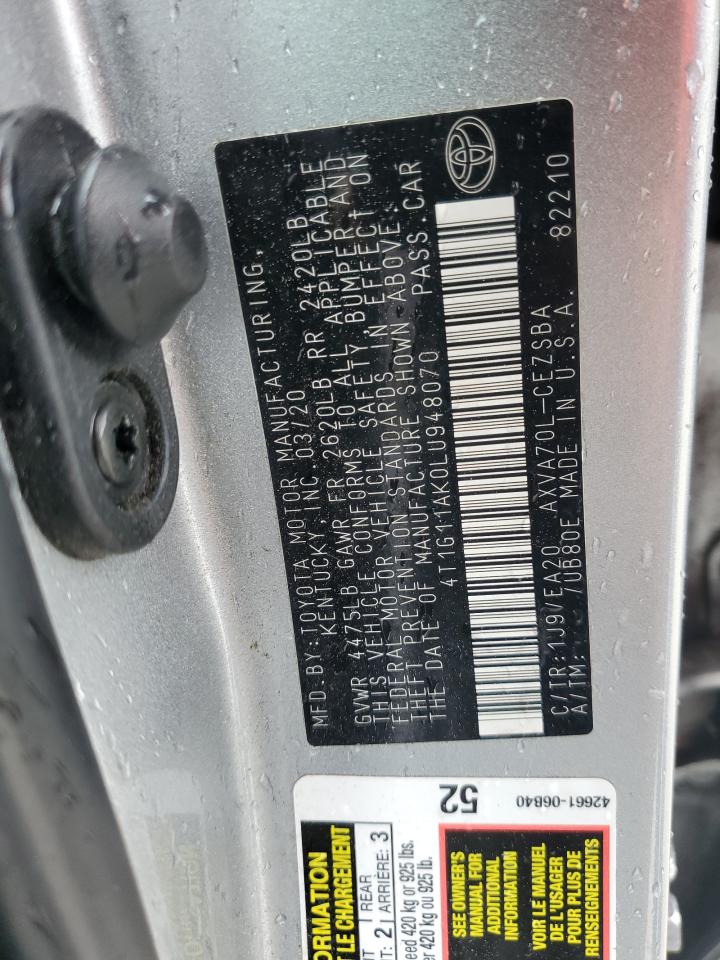 MFD. BY: TOYOTA MOTOR MANUFACTURING,
KENTUCKY, INC 03/20
GVWR 4475LB GAWR FR 2620LB RR 2420LB
THIS VEHICLE CONFORMS TO ALL APPLICABLE
FEDERAL MOTOR VEHICLE SAFETY, BUMPER, AND
THEFT PREVENTION STANDARDS IN EFFECT ON
THE DATE OF MANUFACTURE SHOWN ABOVE.
4T1G11AK0LU948070 PASS.CAR
C/TR:1J9/EA20 AXVA70L-CEZSBA 82210
A/TM: /UB80E MADE IN U.S.A.
ORMATION
LE CHARGEMENT
NT
REAR
T: 2
ARRIÈRE: 3
eed 420 kg or 925 lbs.
er 420 kg ou 925 lb.
52
SEE OWNER'S
MANUAL FOR
ADDITIONAL
VOIR LE MANUEL
DE L'USAGER
POUR PLUS DE
RENSEIGNEMENTS
42661-06B40